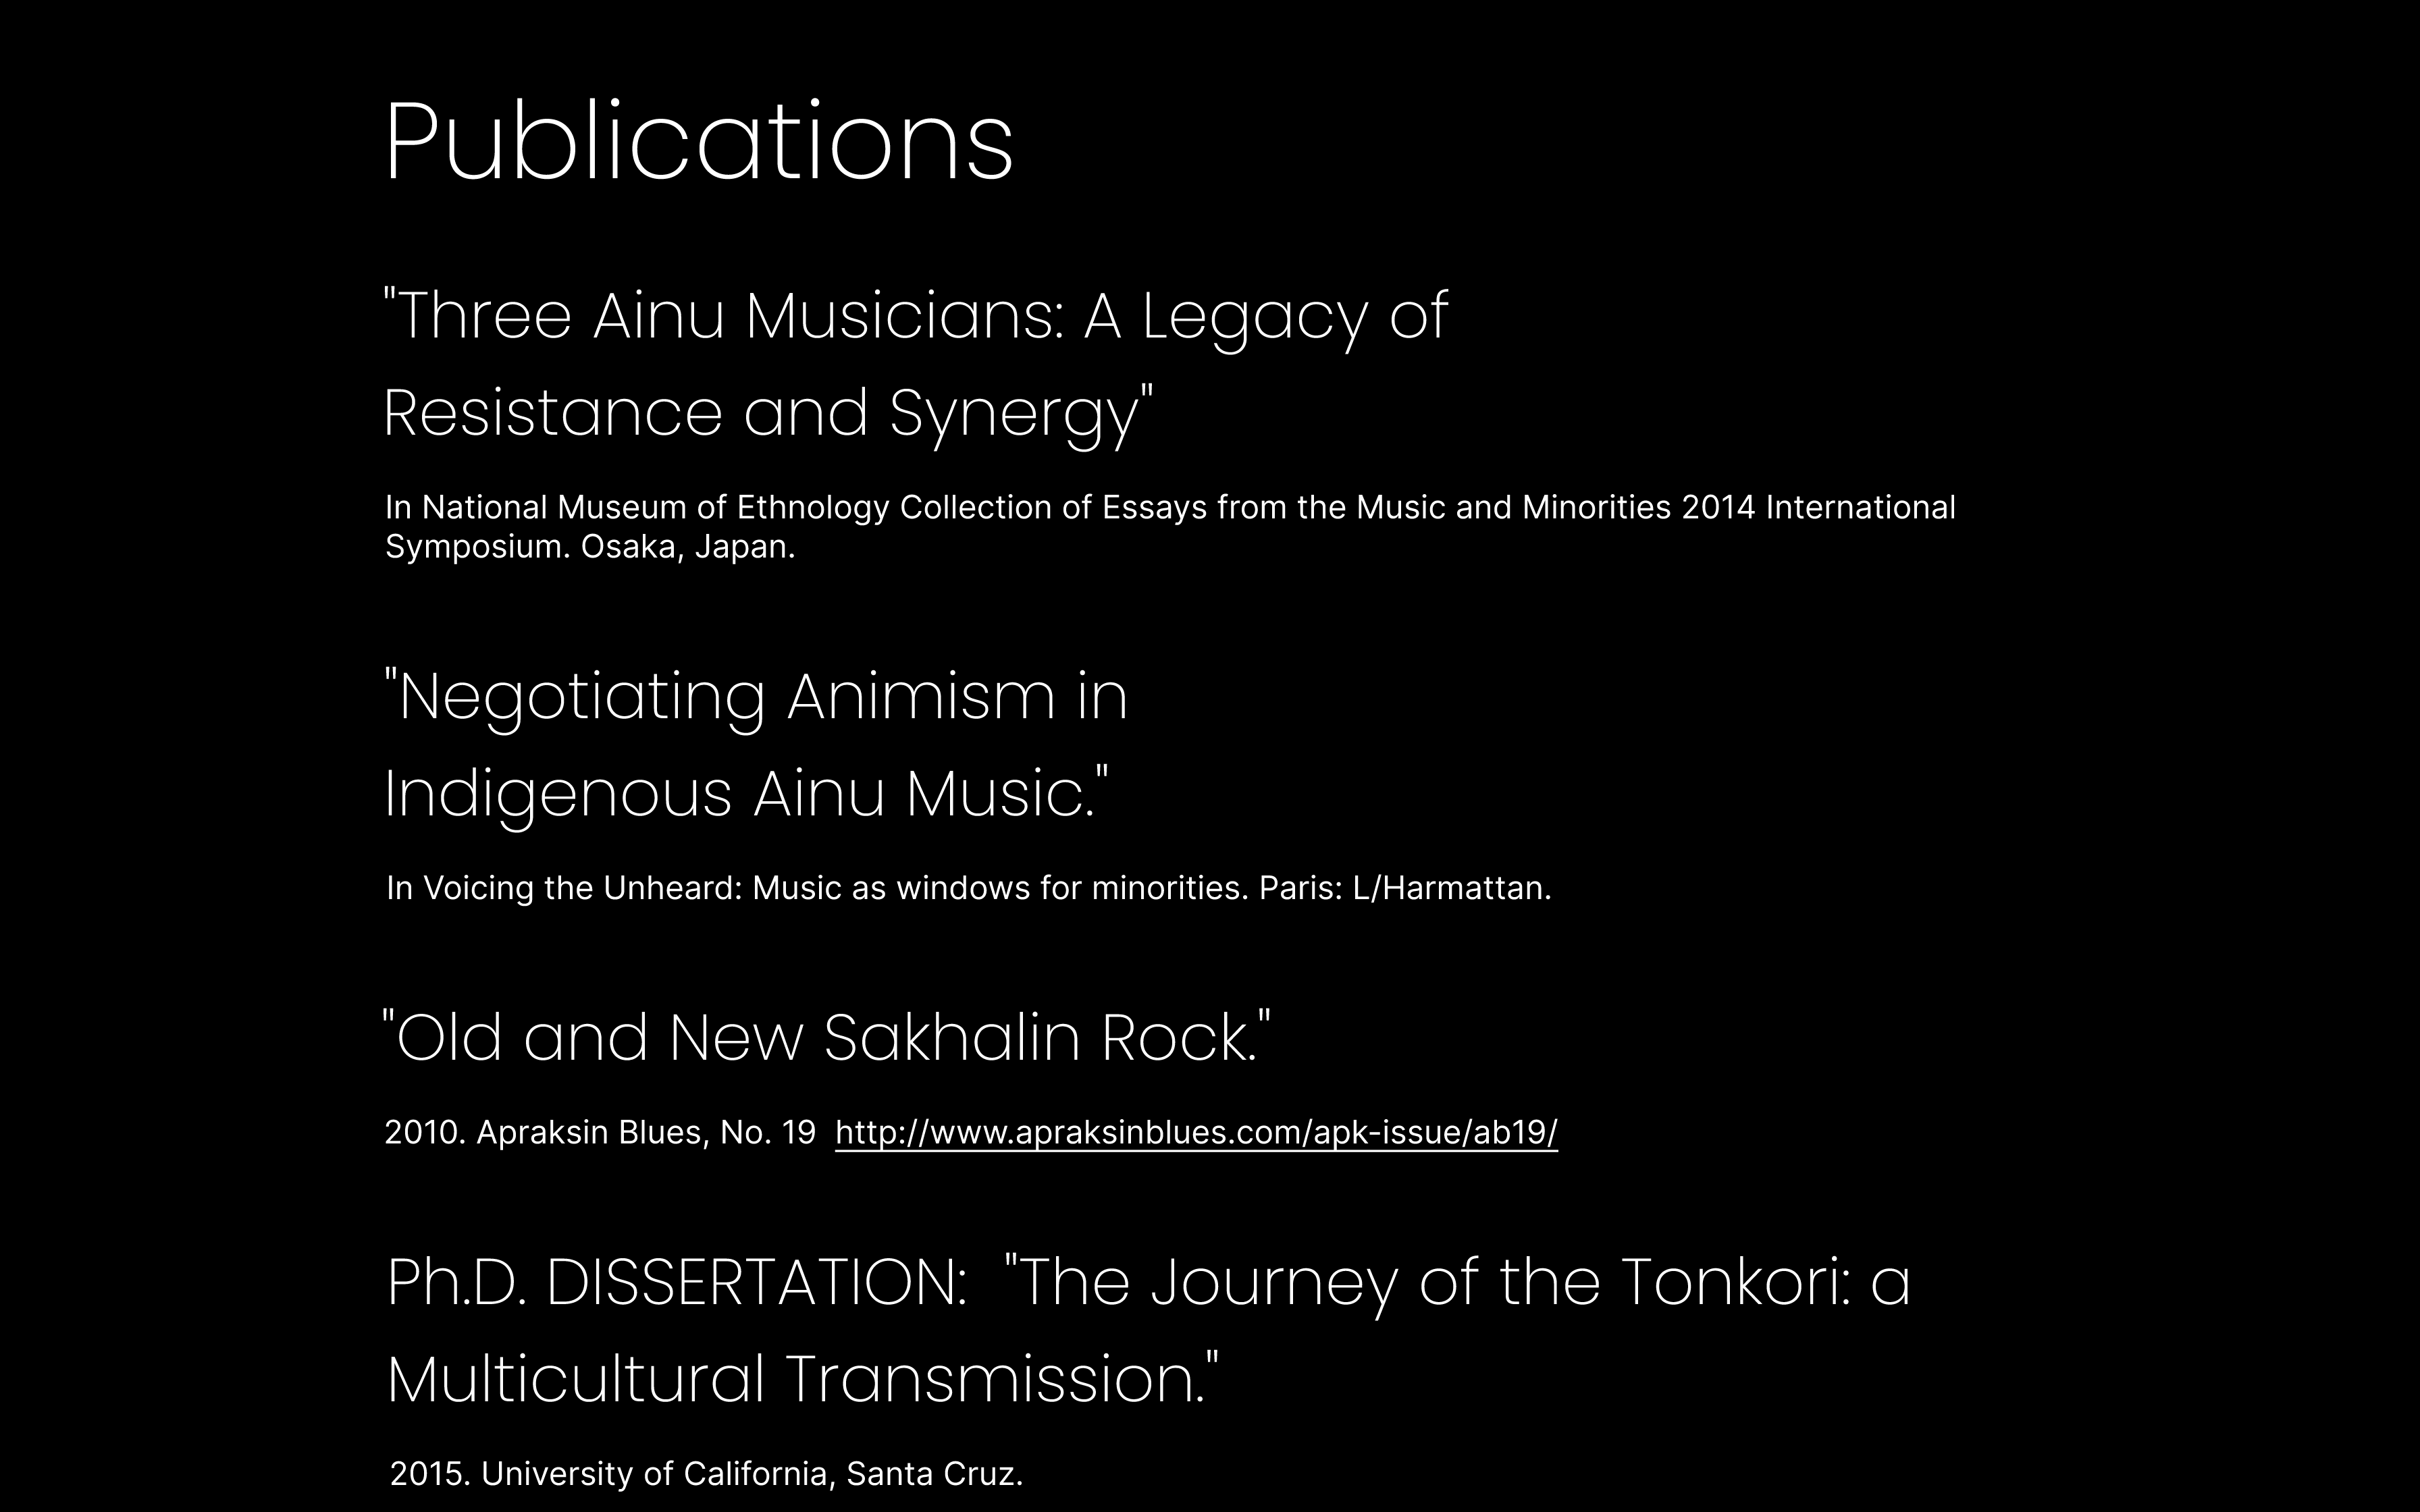 Publications
"Three Ainu Musicians: A Legacy of
Resistance and Synergy"
In National Museum of Ethnology Collection of Essays from the Music and Minorities 2014 International
Symposium. Osaka, Japan.
"Negotiating Animism in
Indigenous Ainu Music."
In Voicing the Unheard: Music as windows for minorities. Paris: L/Harmattan.
"Old and New Sakhalin Rock."
2010. Apraksin Blues, No. 19  http://www.apraksinblues.com/apk-issue/ab19/
Ph.D. DISSERTATION:  "The Journey of the Tonkori: a
Multicultural Transmission."
2015. University of California, Santa Cruz.